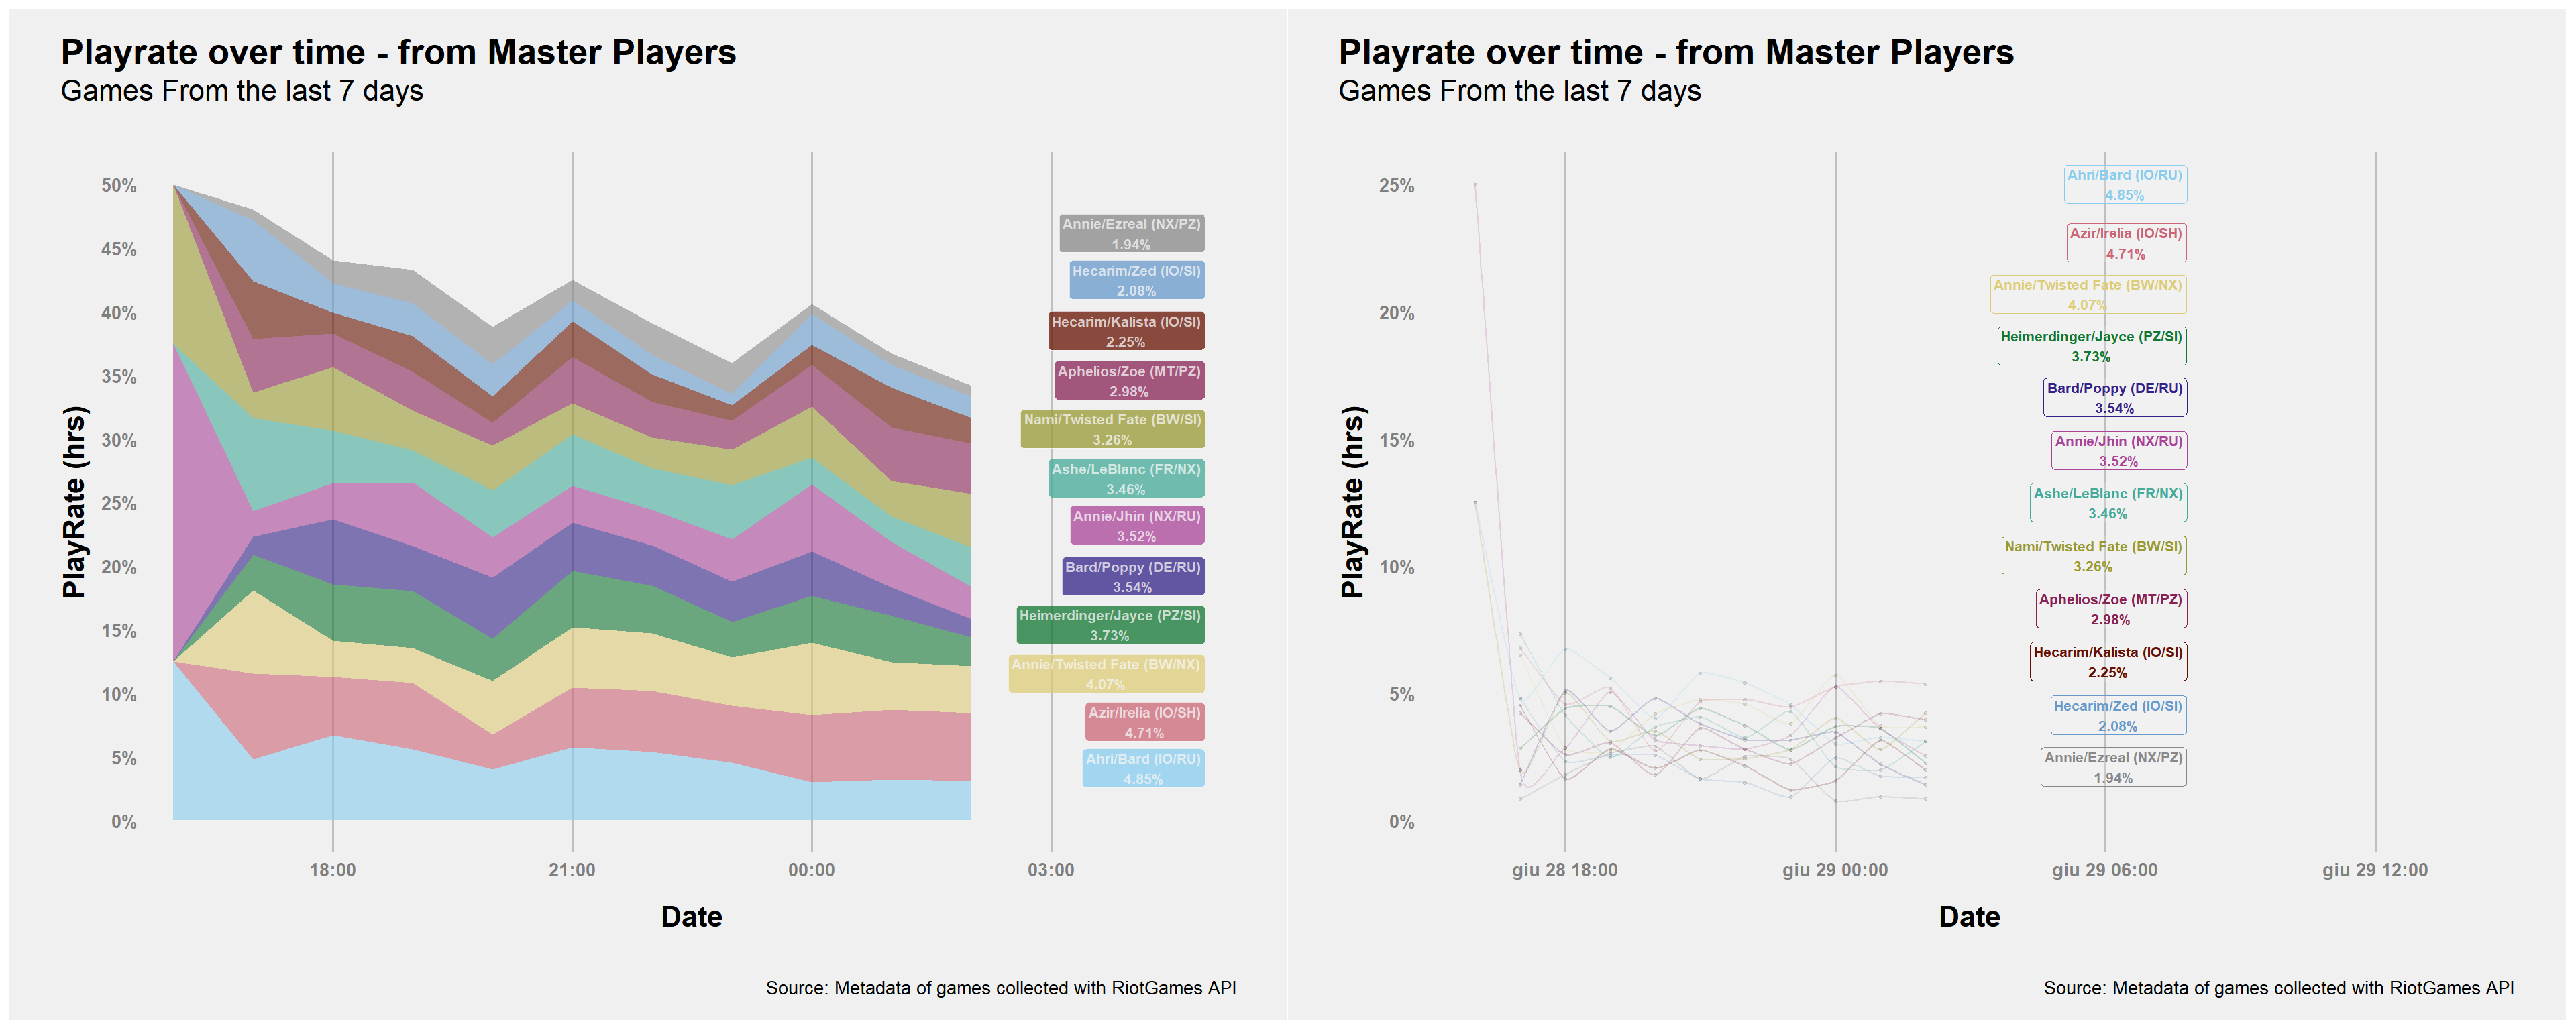 Playrate over time - from Master Players
Games From the last 7 days
PlayRate (hrs)
50%
45%
40%
35%
30%
25%
20%
15%
10%
5%
0%
Annie/Ezreal (NX/PZ)
1.94%
Hecarim/Zed (IO/SI)
2.08%
Hecarim/Kalista (IO/SI)
2.25%
Aphelios/Zoe (MT/PZ)
2.98%
Nami/Twisted Fate (BW/SI)
3.26%
Ashe/LeBlanc (FR/NX)
3.46%
Annie/Jhin (NX/RU)
3.52%
Bard/Poppy (DE/RU)
3.54%
Heimerdinger/Jayce (PZ/SI)
3.73%
Annie/Twisted Fate (BW/NX)
4.07%
Azir/Irelia (IO/SH)
4.71%
Ahri/Bard (IO/RU)
4.85%
18:00
21:00
00:00
03:00
Date
Source: Metadata of games collected with RiotGames API
Playrate over time - from Master Players
Games From the last 7 days
PlayRate (hrs)
25%
20%
15%
10%
5%
0%
Ahri/Bard (IO/RU)
4.85%
Azir/Irelia (IO/SH)
4.71%
Annie/Twisted Fate (BW/NX)
4.07%
Heimerdinger/Jayce (PZ/SI)
3.73%
Bard/Poppy (DE/RU)
3.54%
Annie/Jhin (NX/RU)
3.52%
Ashe/LeBlanc (FR/NX)
3.46%
Nami/Twisted Fate (BW/SI)
3.26%
Aphelios/Zoe (MT/PZ)
2.98%
Hecarim/Kalista (IO/SI)
2.25%
Hecarim/Zed (IO/SI)
2.08%
Annie/Ezreal (NX/PZ)
1.94%
giu 28 18:00
giu 29 00:00
giu 29 06:00
giu 29 12:00
Date
Source: Metadata of games collected with RiotGames API